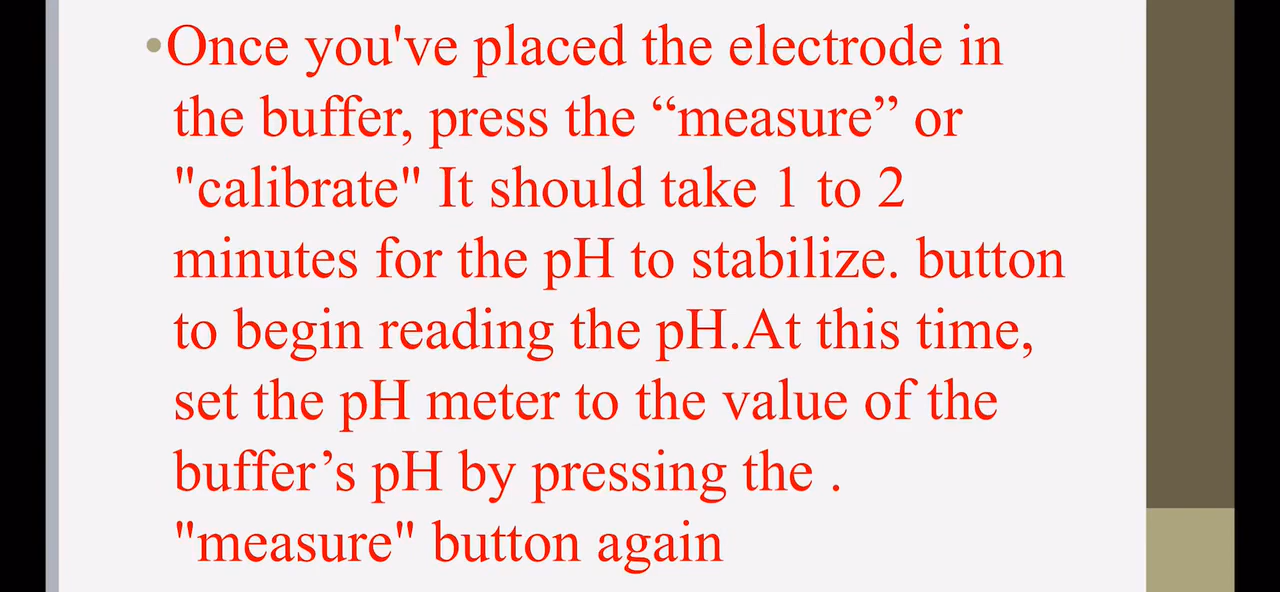 •Once you've placed the electrode in
the buffer, press the “measure” or
"calibrate" It should take 1 to 2
minutes for the pH to stabilize. button
to begin reading the pH.At this time,
set the pH meter to the value of the
buffer’s pH by pressing the .
"measure" button again